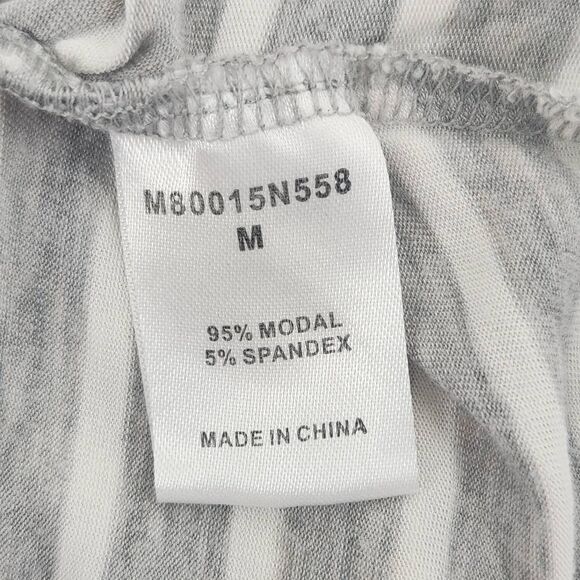 M80015N558
M
95% MODAL
5% SPANDEX
MADE IN CHINA